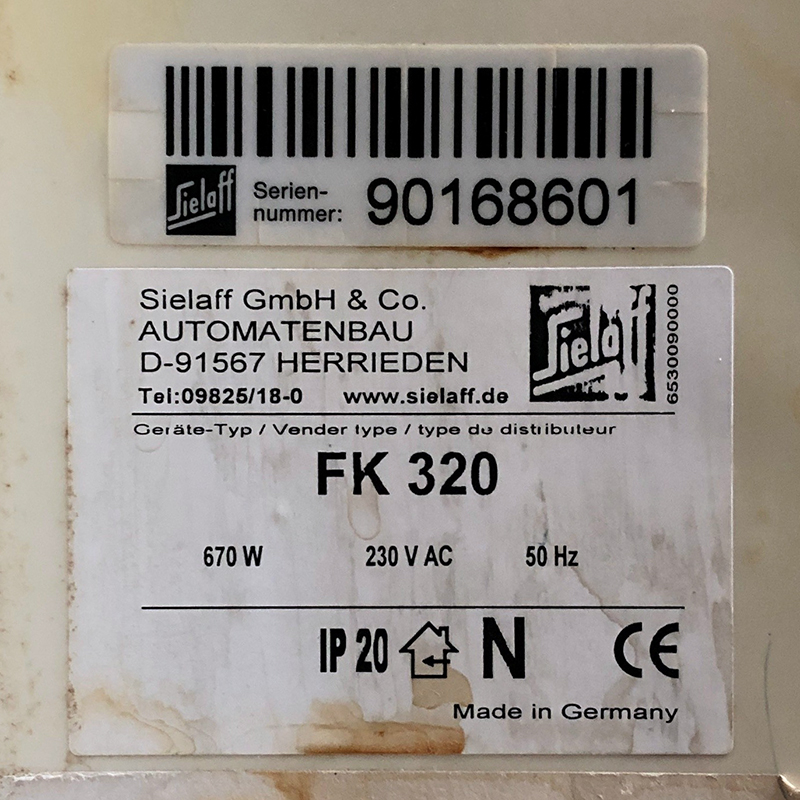 Sielaff
Serien-
nummer:
90168601
Sielaff GmbH & Co.
AUTOMATENBAU
D-91567 HERRIEDEN
Tel:09825/18-0 www.sielaff.de
Sielaff
6530090000
Geräte-Typ / Vender type / type du distributeur
FK 320
670 W 230 V AC 50 Hz
IP 20 N CE
Made in Germany